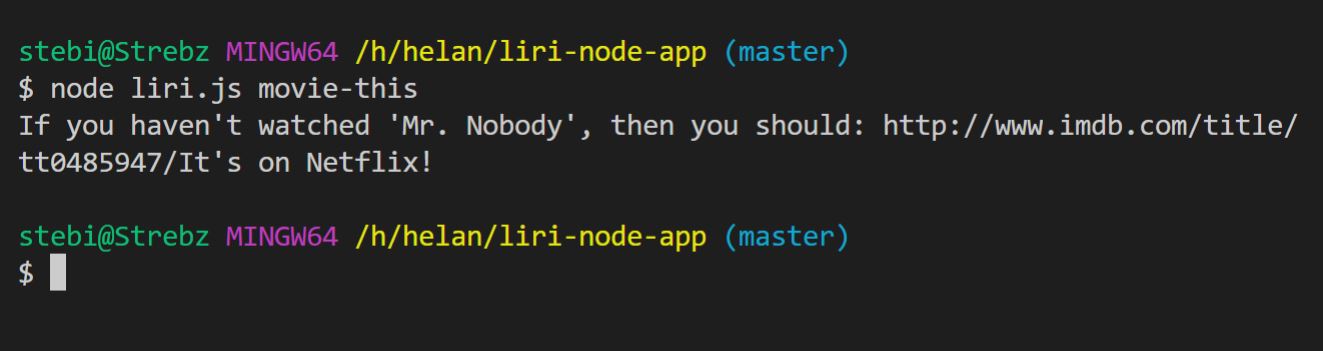 stebi@Strebz MINGW64 /h/helan/liri-node-app (master)
$ node liri.js movie-this
If you haven't watched 'Mr. Nobody', then you should: http://www.imdb.com/title/
tt0485947/It's on Netflix!
stebi@Strebz MINGW64 /h/helan/liri-node-app (master)
$